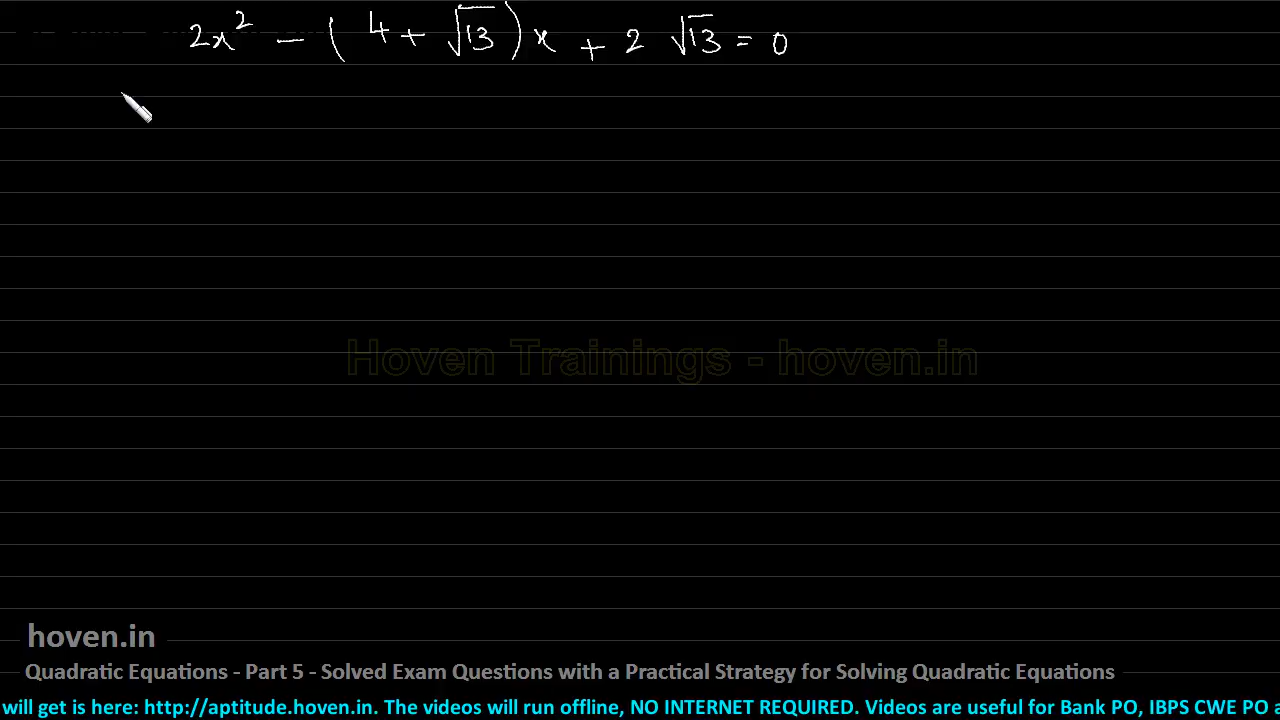 2x² - (4 + √13)x + 2 √13 = 0
Hoven Trainings - hoven.in
hoven.in
Quadratic Equations - Part 5 - Solved Exam Questions with a Practical Strategy for Solving Quadratic Equations
will get is here: http://aptitude.hoven.in. The videos will run offline, NO INTERNET REQUIRED. Videos are useful for Bank PO, IBPS CWE PO a